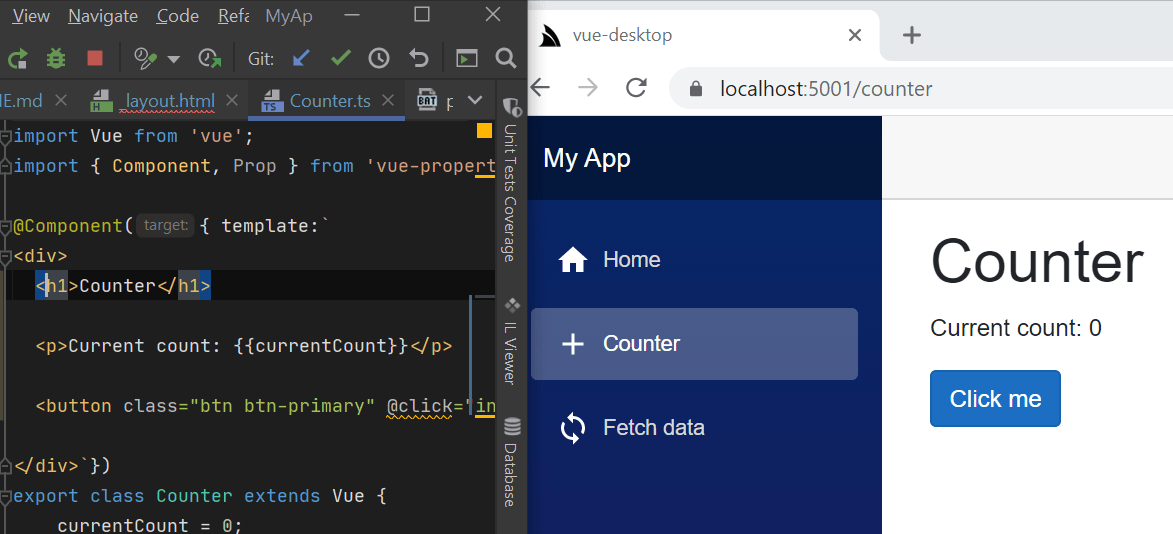 View Navigate Code Refa MyAp
Git:
E.md _layout.html Counter.ts p
import Vue from 'vue';
import { Component, Prop } from 'vue-propert
@Component( target: { template:`
<div>
<h1>Counter</h1>
<p>Current count: {{currentCount}}</p>
<button class="btn btn-primary" @click="in
</div>`})
export class Counter extends Vue {
currentCount = 0;
H
TS
BAT
Unit Tests Coverage
IL Viewer
Database
vue-desktop
localhost:5001/counter
My App
Home
Counter
Fetch data
Counter
Current count: 0
Click me